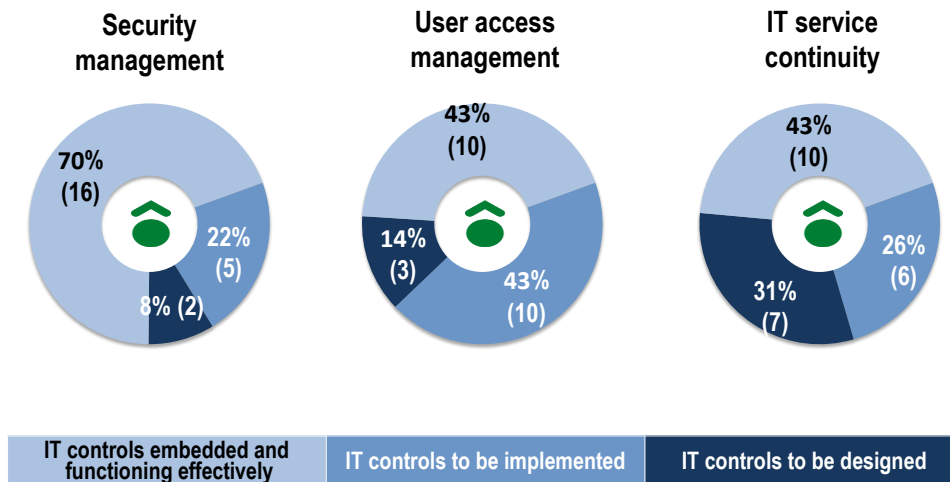 Security
management
User access
management
IT service
continuity
70%
(16)
22%
(5)
8% (2)
43%
(10)
14%
(3)
43%
(10)
43%
(10)
26%
(6)
31%
(7)
IT controls embedded and
functioning effectively
IT controls to be implemented
IT controls to be designed